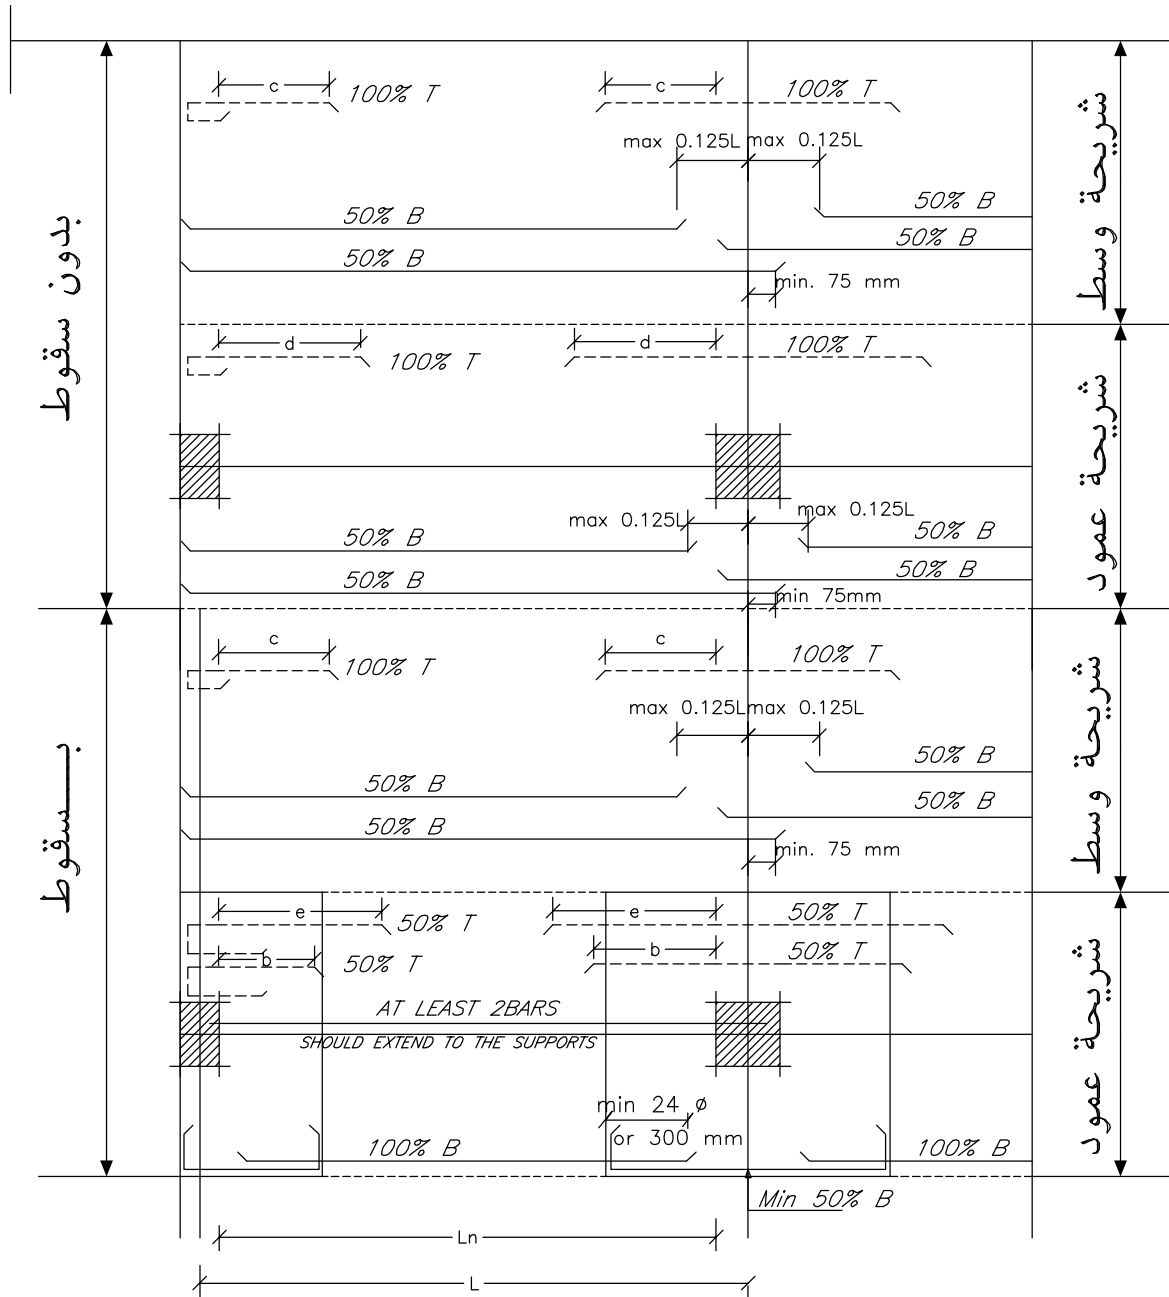 c
100% T
c
100% T
max 0.125L
max 0.125L
شريحة وسط
50% B
50% B
50% B
50% B
min. 75 mm
بدون سقوط
d
100% T
d
100% T
شريحة عمود
max 0.125L
max 0.125L
50% B
50% B
50% B
50% B
min 75mm
c
100% T
c
100% T
max 0.125L
max 0.125L
شريحة وسط
50% B
50% B
50% B
50% B
min. 75 mm
بسقوط
e
50% T
e
50% T
b
50% T
b
50% T
شريحة عمود
AT LEAST 2BARS
SHOULD EXTEND TO THE SUPPORTS
min 24 ø
or 300 mm
100% B
100% B
Min 50% B
Ln
L